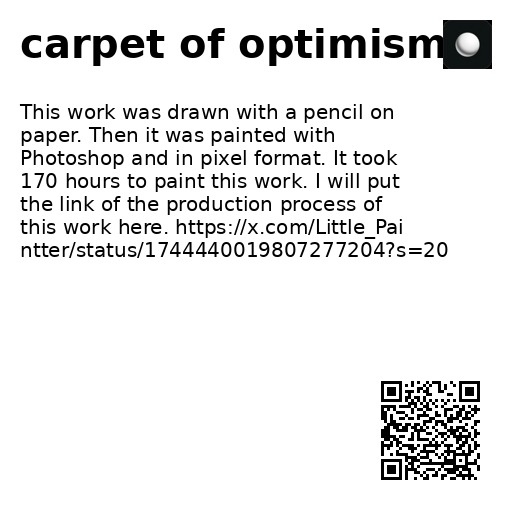 carpet of optimism
This work was drawn with a pencil on
paper. Then it was painted with
Photoshop and in pixel format. It took
170 hours to paint this work. I will put
the link of the production process of
this work here. https://x.com/Little_Pai
ntter/status/1744440019807277204?s=20